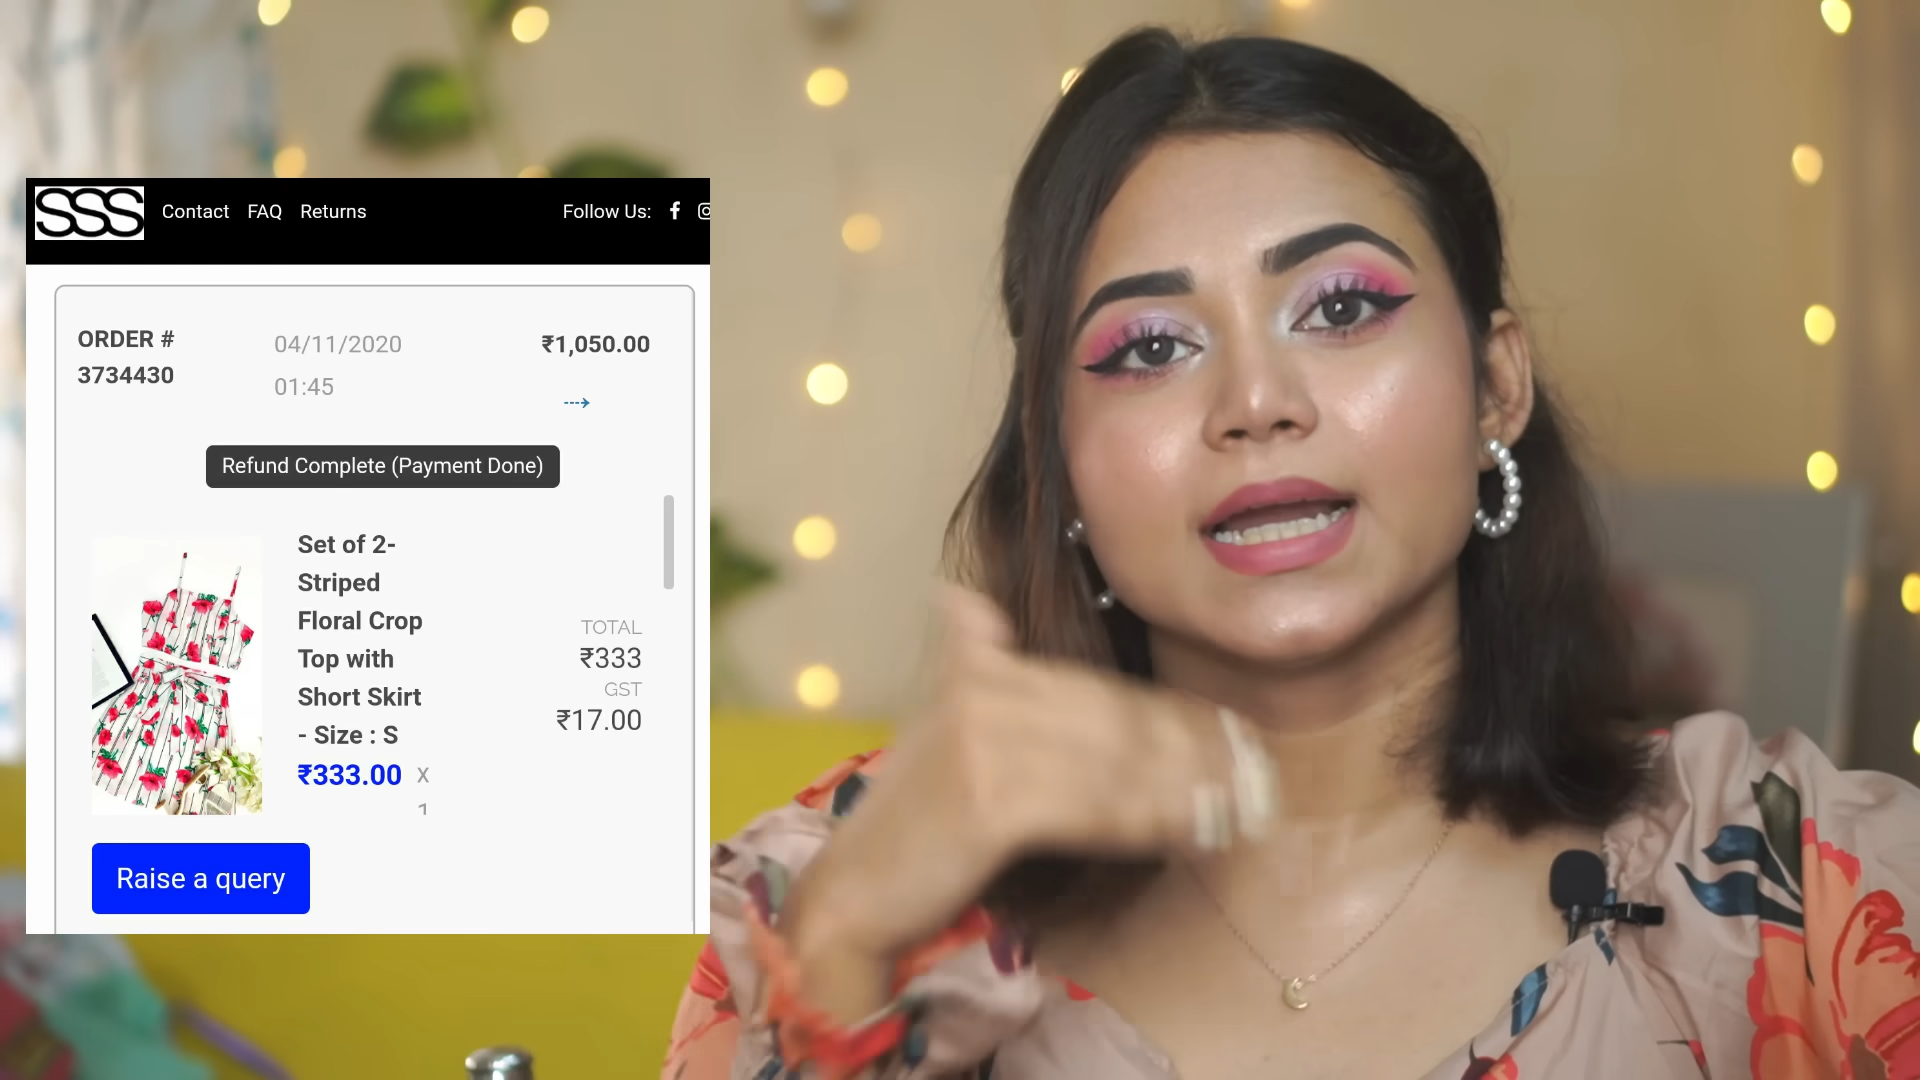 SSS Contact FAQ Returns Follow Us:
ORDER # 04/11/2020 ₹1,050.00
3734430 01:45
Refund Complete (Payment Done)
Set of 2-
Striped
Floral Crop
Top with
Short Skirt
- Size : S
₹333.00 x
1
TOTAL
₹333
GST
₹17.00
Raise a query